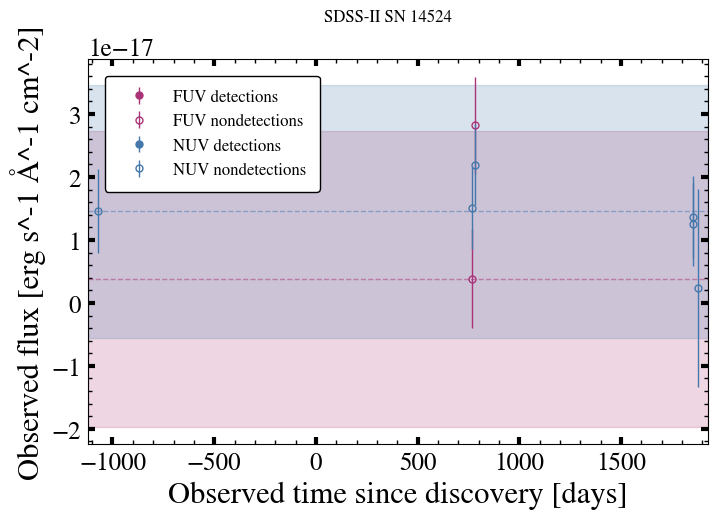 SDSS-II SN 14524
1e−17
FUV detections
FUV nondetections
NUV detections
NUV nondetections
3
2
1
0
−1
−2
Observed flux [erg s^-1 Å^-1 cm^-2]
−1000 −500 0 500 1000 1500
Observed time since discovery [days]